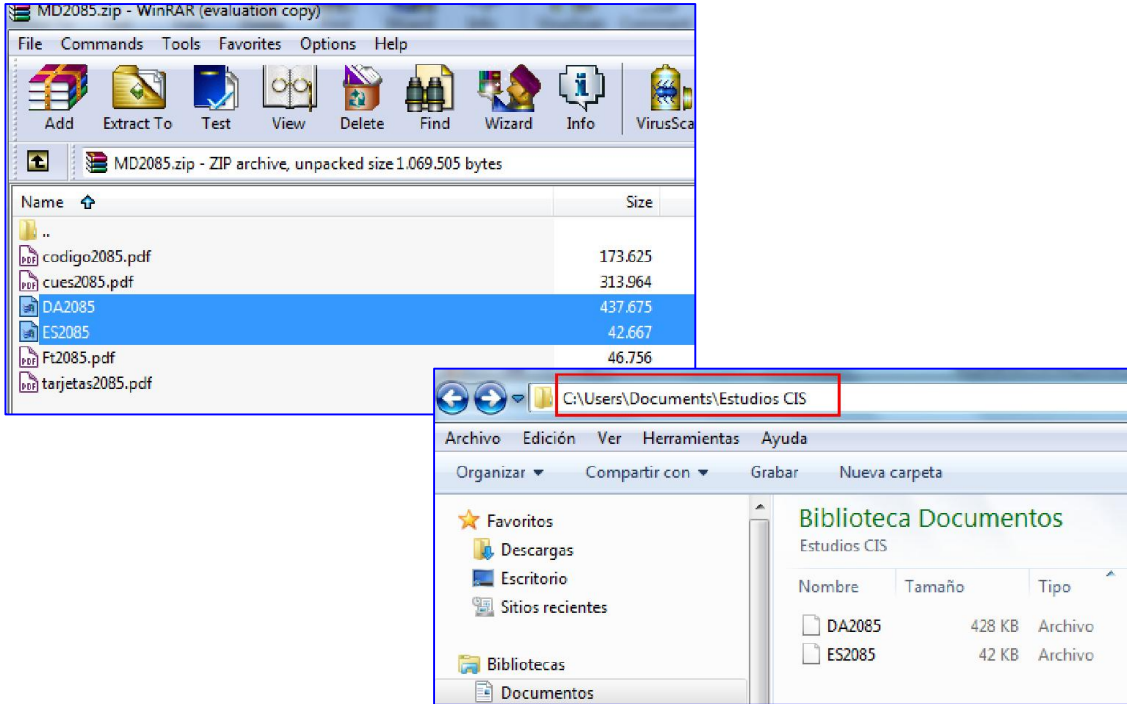 MD2085.zip - WinRAR (evaluation copy)
File Commands Tools Favorites Options Help
Add Extract To Test View Delete Find Wizard Info
MD2085.zip - ZIP archive, unpacked size 1.069.505 bytes
Name Size
..
codigo2085.pdf 173.625
cues2085.pdf 313.964
DA2085 437.675
ES2085 42.667
Ft2085.pdf 46.756
tarjetas2085.pdf
C:\Users\Documents\Estudios CIS
Archivo Edición Ver Herramientas Ayuda
Organizar Compartir con Grabar Nueva carpeta
Favoritos
Descargas
Escritorio
Sitios recientes
Bibliotecas
Documentos
Biblioteca Documentos
Estudios CIS
Nombre Tamaño Tipo
DA2085 428 KB Archivo
ES2085 42 KB Archivo